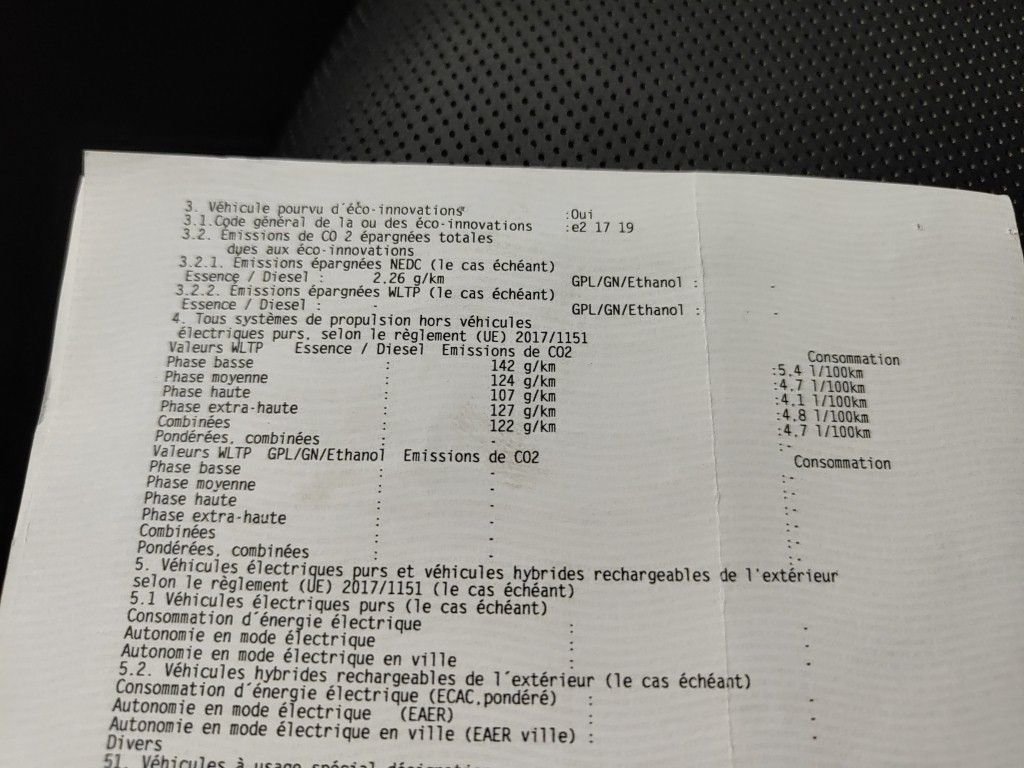 3. Véhicule pourvu d´éco-innovations :Oui
3.1.Code général de la ou des éco-innovations :e2 17 19
3.2. Émissions de CO 2 épargnées totales
dues aux éco-innovations
3.2.1. Émissions épargnées NEDC (le cas échéant)
Essence / Diesel : 2.26 g/km GPL/GN/Ethanol : -
3.2.2. Émissions épargnées WLTP (le cas échéant)
Essence / Diesel : - GPL/GN/Ethanol : -
4. Tous systèmes de propulsion hors véhicules
électriques purs, selon le règlement (UE) 2017/1151
Valeurs WLTP Essence / Diesel Emissions de CO2 Consommation
Phase basse : 142 g/km :5.4 l/100km
Phase moyenne : 124 g/km :4.7 l/100km
Phase haute : 107 g/km :4.1 l/100km
Phase extra-haute : 127 g/km :4.8 l/100km
Combinées : 122 g/km :4.7 l/100km
Pondérées, combinées : - :-
Valeurs WLTP GPL/GN/Ethanol Emissions de CO2 Consommation
Phase basse : - :-
Phase moyenne : - :-
Phase haute : - :-
Phase extra-haute : - :-
Combinées : - :-
Pondérées, combinées : - :-
5. Véhicules électriques purs et véhicules hybrides rechargeables de l'extérieur
selon le règlement (UE) 2017/1151 (le cas échéant)
5.1 Véhicules électriques purs (le cas échéant)
Consommation d´énergie électrique : -
Autonomie en mode électrique : -
Autonomie en mode électrique en ville : -
5.2. Véhicules hybrides rechargeables de l´extérieur (le cas échéant)
Consommation d´énergie électrique (ECAC,pondéré) : -
Autonomie en mode électrique (EAER) : -
Autonomie en mode électrique en ville (EAER ville) : -
Divers
51. Véhicules à usage spécial